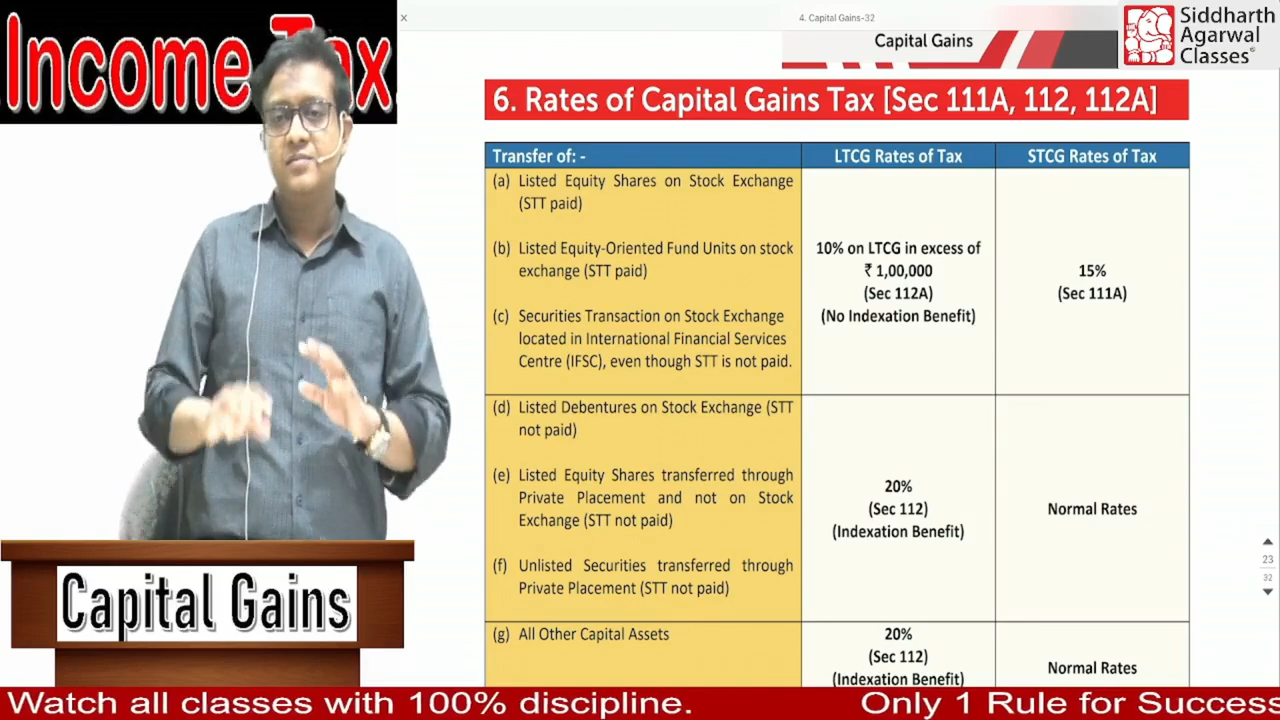 Income Tax
×
4. Capital Gains-32
Capital Gains
Siddharth
Agarwal
Classes
6. Rates of Capital Gains Tax [Sec 111A, 112, 112A]
Transfer of: - LTCG Rates of Tax STCG Rates of Tax
(a) Listed Equity Shares on Stock Exchange
(STT paid)
(b) Listed Equity-Oriented Fund Units on stock
exchange (STT paid)
(c) Securities Transaction on Stock Exchange
located in International Financial Services
Centre (IFSC), even though STT is not paid.
10% on LTCG in excess of
₹ 1,00,000
(Sec 112A)
(No Indexation Benefit)
15%
(Sec 111A)
(d) Listed Debentures on Stock Exchange (STT
not paid)
(e) Listed Equity Shares transferred through
Private Placement and not on Stock
Exchange (STT not paid)
(f) Unlisted Securities transferred through
Private Placement (STT not paid)
20%
(Sec 112)
(Indexation Benefit)
Normal Rates
(g) All Other Capital Assets
20%
(Sec 112)
(Indexation Benefit)
Normal Rates
23
32
Capital Gains
Watch all classes with 100% discipline. Only 1 Rule for Success